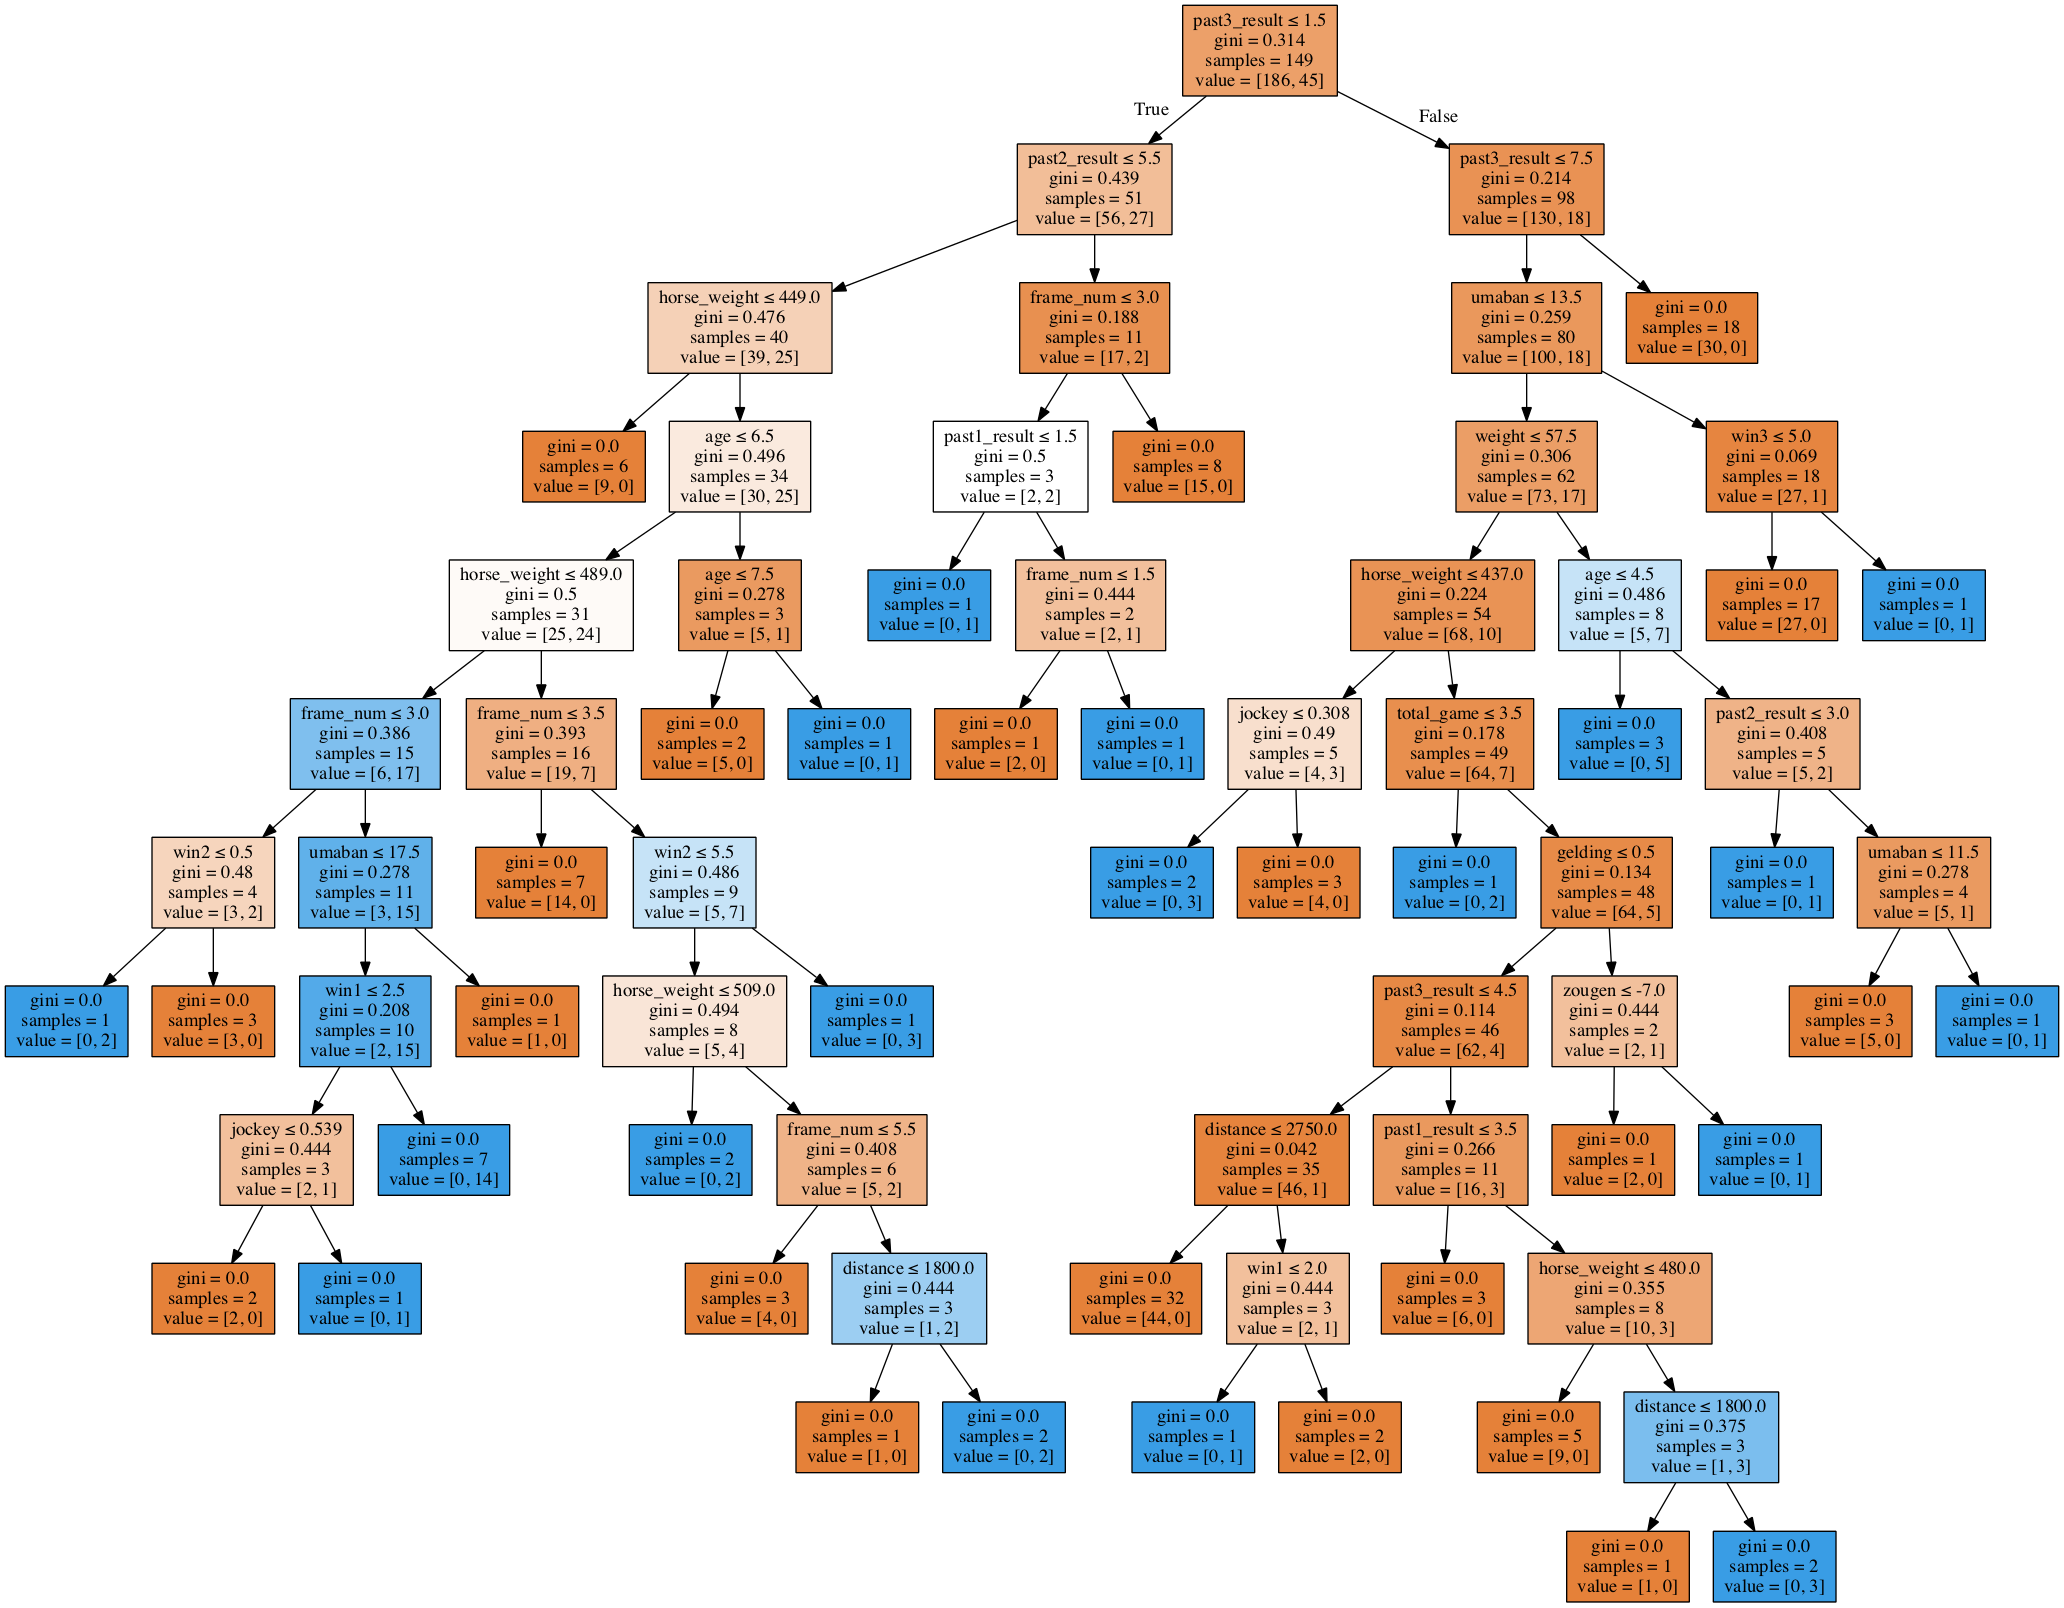 past3_result ≤ 1.5
gini = 0.314
samples = 149
value = [186, 45]
True
False
past2_result ≤ 5.5
gini = 0.439
samples = 51
value = [56, 27]
past3_result ≤ 7.5
gini = 0.214
samples = 98
value = [130, 18]
horse_weight ≤ 449.0
gini = 0.476
samples = 40
value = [39, 25]
frame_num ≤ 3.0
gini = 0.188
samples = 11
value = [17, 2]
umaban ≤ 13.5
gini = 0.259
samples = 80
value = [100, 18]
gini = 0.0
samples = 18
value = [30, 0]
gini = 0.0
samples = 6
value = [9, 0]
age ≤ 6.5
gini = 0.496
samples = 34
value = [30, 25]
past1_result ≤ 1.5
gini = 0.5
samples = 3
value = [2, 2]
gini = 0.0
samples = 8
value = [15, 0]
weight ≤ 57.5
gini = 0.306
samples = 62
value = [73, 17]
win3 ≤ 5.0
gini = 0.069
samples = 18
value = [27, 1]
horse_weight ≤ 489.0
gini = 0.5
samples = 31
value = [25, 24]
age ≤ 7.5
gini = 0.278
samples = 3
value = [5, 1]
gini = 0.0
samples = 1
value = [0, 1]
frame_num ≤ 1.5
gini = 0.444
samples = 2
value = [2, 1]
horse_weight ≤ 437.0
gini = 0.224
samples = 54
value = [68, 10]
age ≤ 4.5
gini = 0.486
samples = 8
value = [5, 7]
gini = 0.0
samples = 17
value = [27, 0]
gini = 0.0
samples = 1
value = [0, 1]
frame_num ≤ 3.0
gini = 0.386
samples = 15
value = [6, 17]
frame_num ≤ 3.5
gini = 0.393
samples = 16
value = [19, 7]
gini = 0.0
samples = 2
value = [5, 0]
gini = 0.0
samples = 1
value = [0, 1]
gini = 0.0
samples = 1
value = [2, 0]
gini = 0.0
samples = 1
value = [0, 1]
jockey ≤ 0.308
gini = 0.49
samples = 5
value = [4, 3]
total_game ≤ 3.5
gini = 0.178
samples = 49
value = [64, 7]
gini = 0.0
samples = 3
value = [0, 5]
past2_result ≤ 3.0
gini = 0.408
samples = 5
value = [5, 2]
win2 ≤ 0.5
gini = 0.48
samples = 4
value = [3, 2]
umaban ≤ 17.5
gini = 0.278
samples = 11
value = [3, 15]
gini = 0.0
samples = 7
value = [14, 0]
win2 ≤ 5.5
gini = 0.486
samples = 9
value = [5, 7]
gini = 0.0
samples = 2
value = [0, 3]
gini = 0.0
samples = 3
value = [4, 0]
gini = 0.0
samples = 1
value = [0, 2]
gelding ≤ 0.5
gini = 0.134
samples = 48
value = [64, 5]
gini = 0.0
samples = 1
value = [0, 1]
umaban ≤ 11.5
gini = 0.278
samples = 4
value = [5, 1]
gini = 0.0
samples = 1
value = [0, 2]
gini = 0.0
samples = 3
value = [3, 0]
win1 ≤ 2.5
gini = 0.208
samples = 10
value = [2, 15]
gini = 0.0
samples = 1
value = [1, 0]
horse_weight ≤ 509.0
gini = 0.494
samples = 8
value = [5, 4]
gini = 0.0
samples = 1
value = [0, 3]
past3_result ≤ 4.5
gini = 0.114
samples = 46
value = [62, 4]
zougen ≤ -7.0
gini = 0.444
samples = 2
value = [2, 1]
gini = 0.0
samples = 3
value = [5, 0]
gini = 0.0
samples = 1
value = [0, 1]
jockey ≤ 0.539
gini = 0.444
samples = 3
value = [2, 1]
gini = 0.0
samples = 7
value = [0, 14]
gini = 0.0
samples = 2
value = [0, 2]
frame_num ≤ 5.5
gini = 0.408
samples = 6
value = [5, 2]
distance ≤ 2750.0
gini = 0.042
samples = 35
value = [46, 1]
past1_result ≤ 3.5
gini = 0.266
samples = 11
value = [16, 3]
gini = 0.0
samples = 1
value = [2, 0]
gini = 0.0
samples = 1
value = [0, 1]
gini = 0.0
samples = 2
value = [2, 0]
gini = 0.0
samples = 1
value = [0, 1]
gini = 0.0
samples = 3
value = [4, 0]
distance ≤ 1800.0
gini = 0.444
samples = 3
value = [1, 2]
gini = 0.0
samples = 32
value = [44, 0]
win1 ≤ 2.0
gini = 0.444
samples = 3
value = [2, 1]
gini = 0.0
samples = 3
value = [6, 0]
horse_weight ≤ 480.0
gini = 0.355
samples = 8
value = [10, 3]
gini = 0.0
samples = 1
value = [1, 0]
gini = 0.0
samples = 2
value = [0, 2]
gini = 0.0
samples = 1
value = [0, 1]
gini = 0.0
samples = 2
value = [2, 0]
gini = 0.0
samples = 5
value = [9, 0]
distance ≤ 1800.0
gini = 0.375
samples = 3
value = [1, 3]
gini = 0.0
samples = 1
value = [1, 0]
gini = 0.0
samples = 2
value = [0, 3]